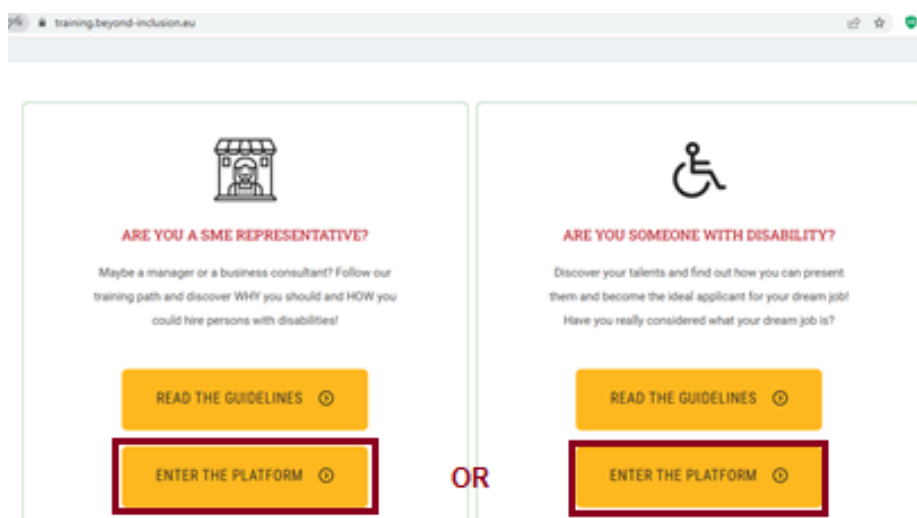 training.beyond-inclusion.eu
ARE YOU A SME REPRESENTATIVE?
Maybe a manager or a business consultant? Follow our
training path and discover WHY you should and HOW you
could hire persons with disabilities!
READ THE GUIDELINES
ENTER THE PLATFORM
OR
ARE YOU SOMEONE WITH DISABILITY?
Discover your talents and find out how you can present
them and become the ideal applicant for your dream job!
Have you really considered what your dream job is?
READ THE GUIDELINES
ENTER THE PLATFORM